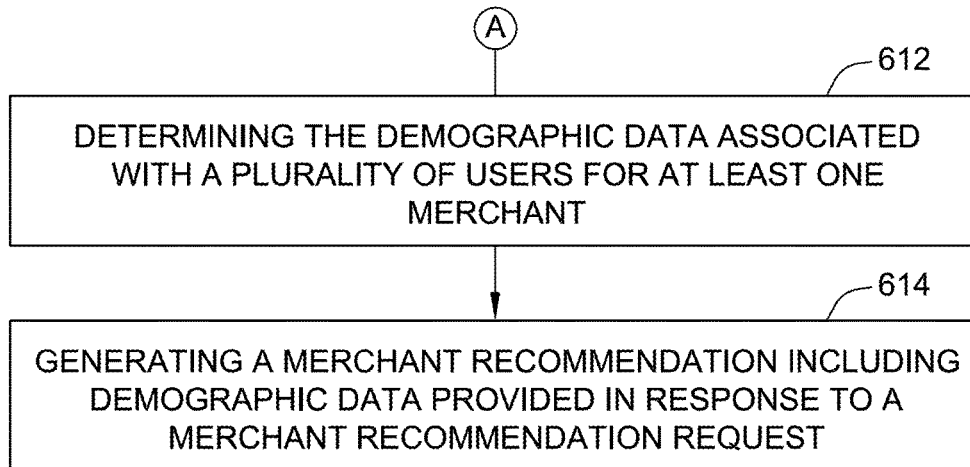 A
612
DETERMINING THE DEMOGRAPHIC DATA ASSOCIATED
WITH A PLURALITY OF USERS FOR AT LEAST ONE
MERCHANT
614
GENERATING A MERCHANT RECOMMENDATION INCLUDING
DEMOGRAPHIC DATA PROVIDED IN RESPONSE TO A
MERCHANT RECOMMENDATION REQUEST